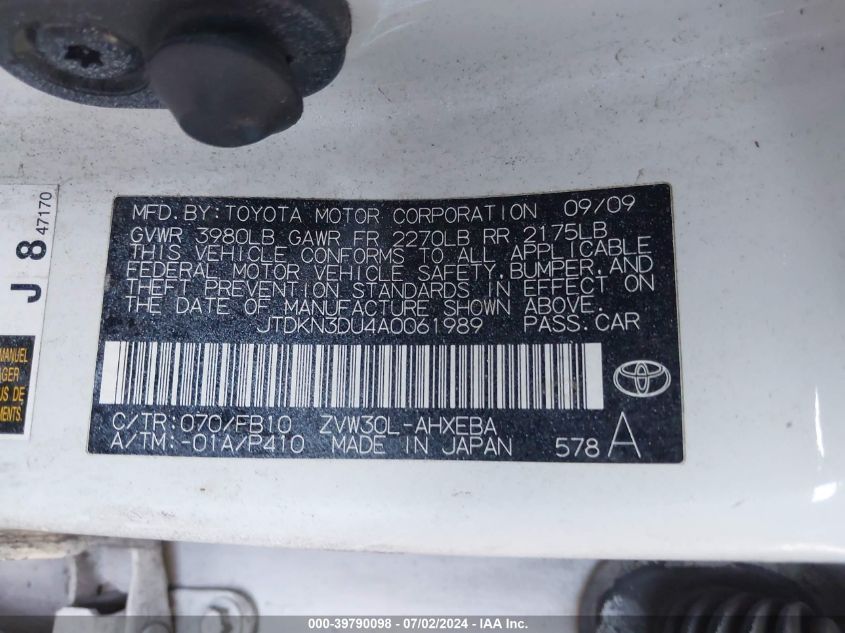 J 8 47170
MANUEL
AGER
US DE
EMENTS.
MFD.BY:TOYOTA MOTOR CORPORATION 09/09
GVWR 3980LB GAWR FR 2270LB RR 2175LB
THIS VEHICLE CONFORMS TO ALL APPLICABLE
FEDERAL MOTOR VEHICLE SAFETY,BUMPER,AND
THEFT PREVENTION STANDARDS IN EFFECT ON
THE DATE OF MANUFACTURE SHOWN ABOVE.
JTDKN3DU4A0061989 PASS.CAR
C/TR:070/FB10 ZVW30L-AHXEBA
A/TM:-01A/P410 MADE IN JAPAN 578 A
000-39790098 - 07/02/2024 - IAA Inc.